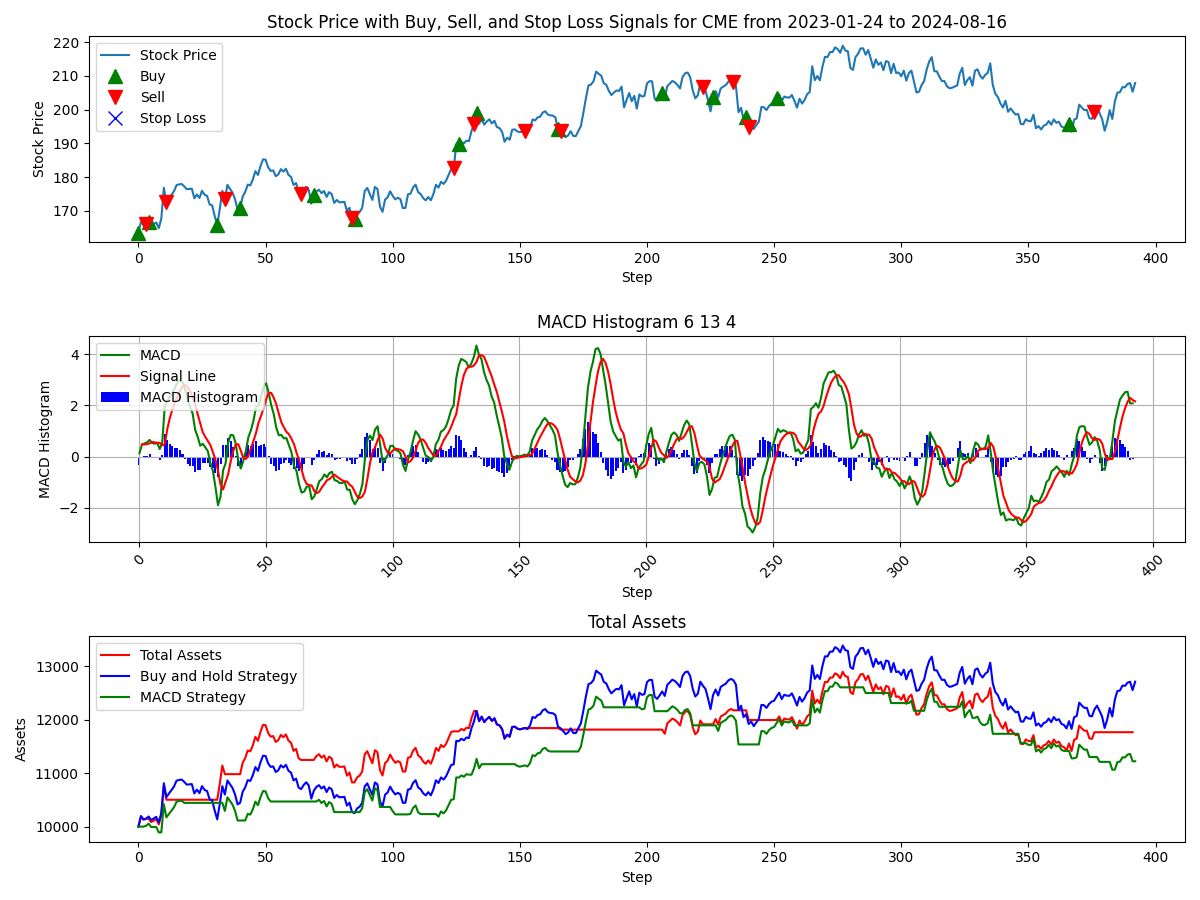 Stock Price with Buy, Sell, and Stop Loss Signals for CME from 2023-01-24 to 2024-08-16
Stock Price
220
210
200
190
180
170
Stock Price
Buy
Sell
Stop Loss
0 50 100 150 200 250 300 350 400
Step
MACD Histogram 6 13 4
MACD Histogram
4
2
0
−2
MACD
Signal Line
MACD Histogram
0 50 100 150 200 250 300 350 400
Step
Total Assets
Assets
13000
12000
11000
10000
Total Assets
Buy and Hold Strategy
MACD Strategy
0 50 100 150 200 250 300 350 400
Step